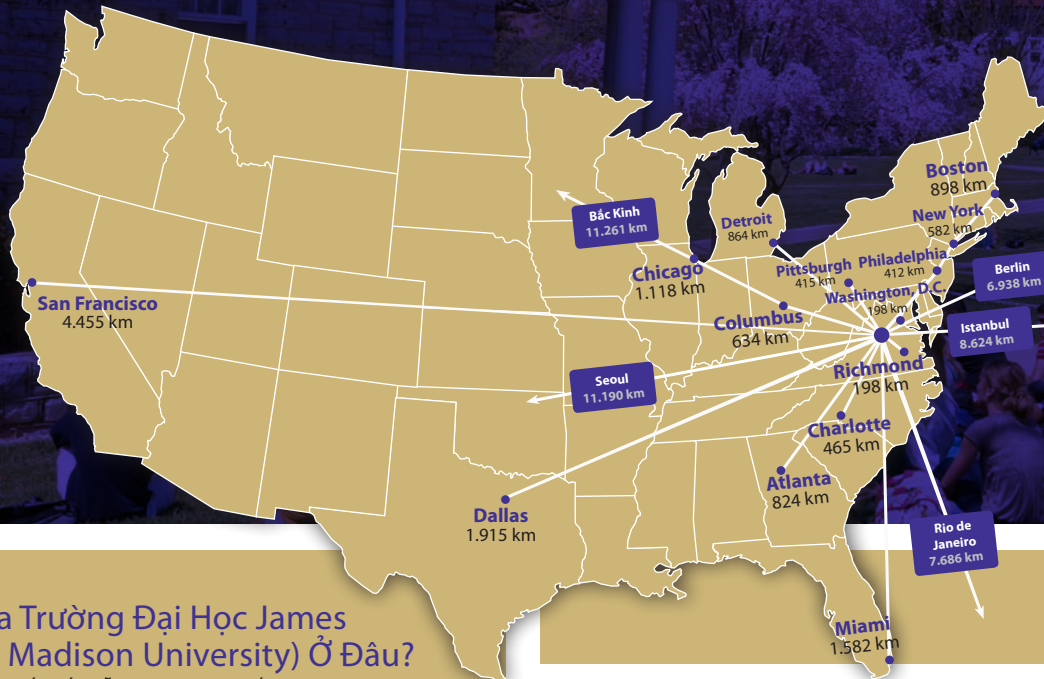 Boston
898 km
New York
582 km
Bắc Kinh
11.261 km
Detroit
864 km
Philadelphia
412 km
Pittsburgh
415 km
Chicago
1.118 km
Berlin
6.938 km
Washington, D.C.
198 km
San Francisco
4.455 km
Columbus
634 km
Istanbul
8.624 km
Richmond
198 km
Seoul
11.190 km
Charlotte
465 km
Atlanta
824 km
Dallas
1.915 km
Rio de
Janeiro
7.686 km
Miami
1.582 km
Trường Đại Học James
Madison University) Ở Đâu?